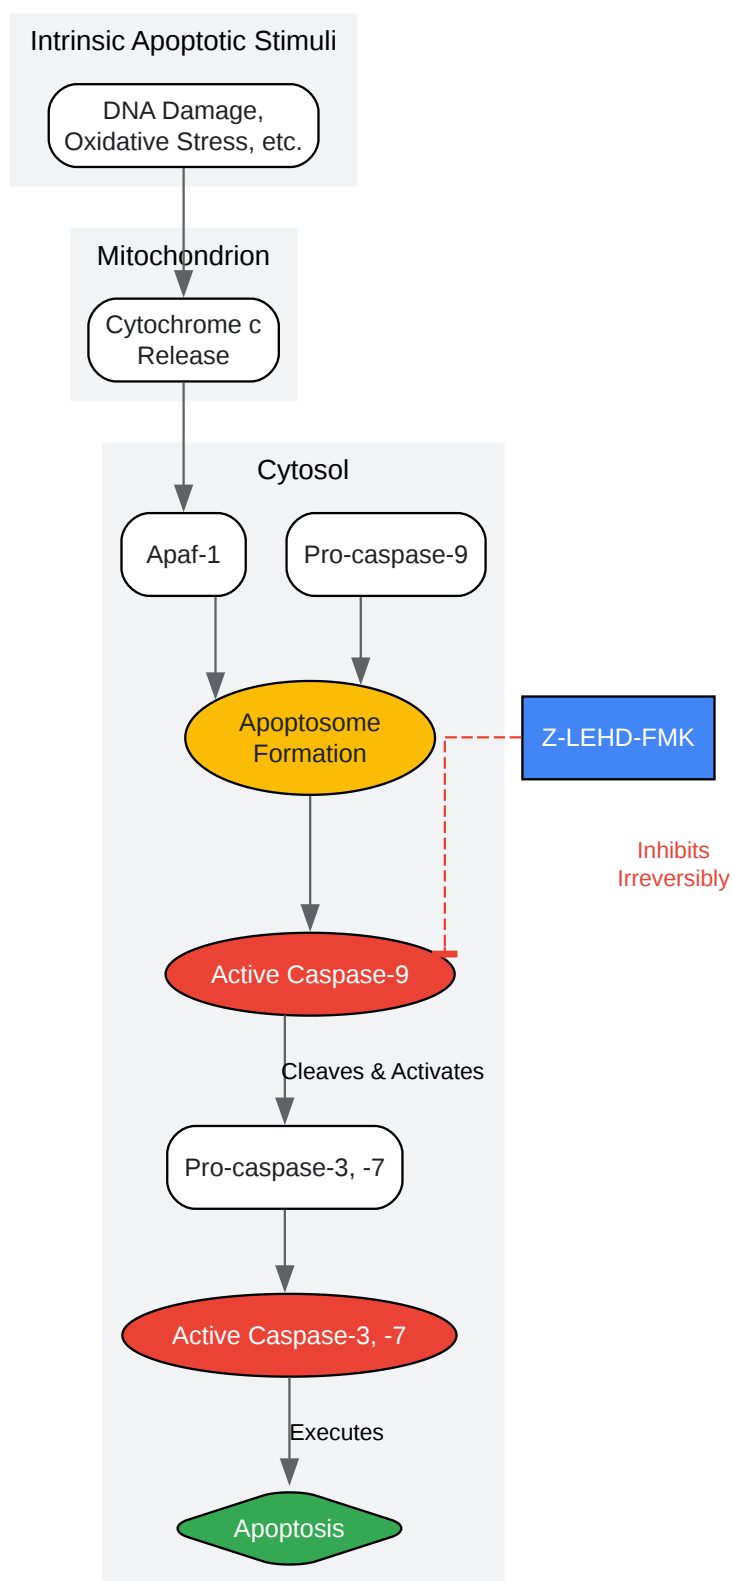 Intrinsic Apoptotic Stimuli
DNA Damage,
Oxidative Stress, etc.
Mitochondrion
Cytochrome c
Release
Cytosol
Apaf-1
Pro-caspase-9
Apoptosome
Formation
Z-LEHD-FMK
Inhibits
Irreversibly
Active Caspase-9
Cleaves & Activates
Pro-caspase-3, -7
Active Caspase-3, -7
Executes
Apoptosis